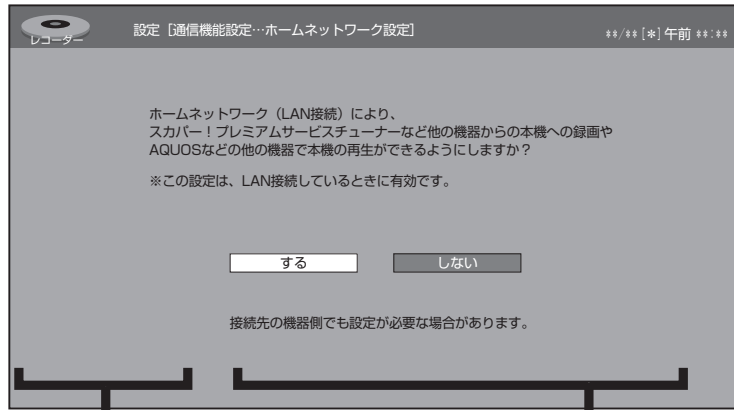 レコーダー
設定［通信機能設定…ホームネットワーク設定］
**/**[*]午前 **:**
ホームネットワーク（LAN接続）により、
スカパー！プレミアムサービスチューナーなど他の機器からの本機への録画や
AQUOSなどの他の機器で本機の再生ができるようにしますか？
※この設定は、LAN接続しているときに有効です。
する
しない
接続先の機器側でも設定が必要な場合があります。